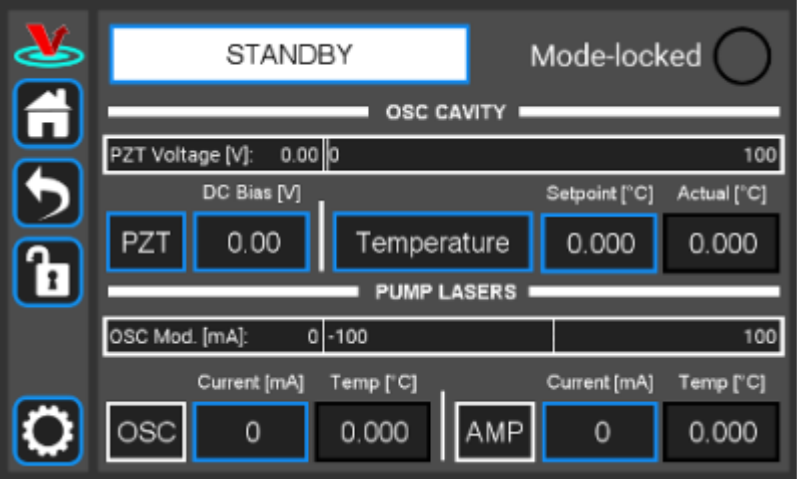 STANDBY Mode-locked
OSC CAVITY
PZT Voltage [V]: 0.00 0 100
DC Bias [V] Setpoint [°C] Actual [°C]
PZT 0.00 Temperature 0.000 0.000
PUMP LASERS
OSC Mod. [mA]: 0 -100 100
Current [mA] Temp [°C] Current [mA] Temp [°C]
OSC 0 0.000 AMP 0 0.000